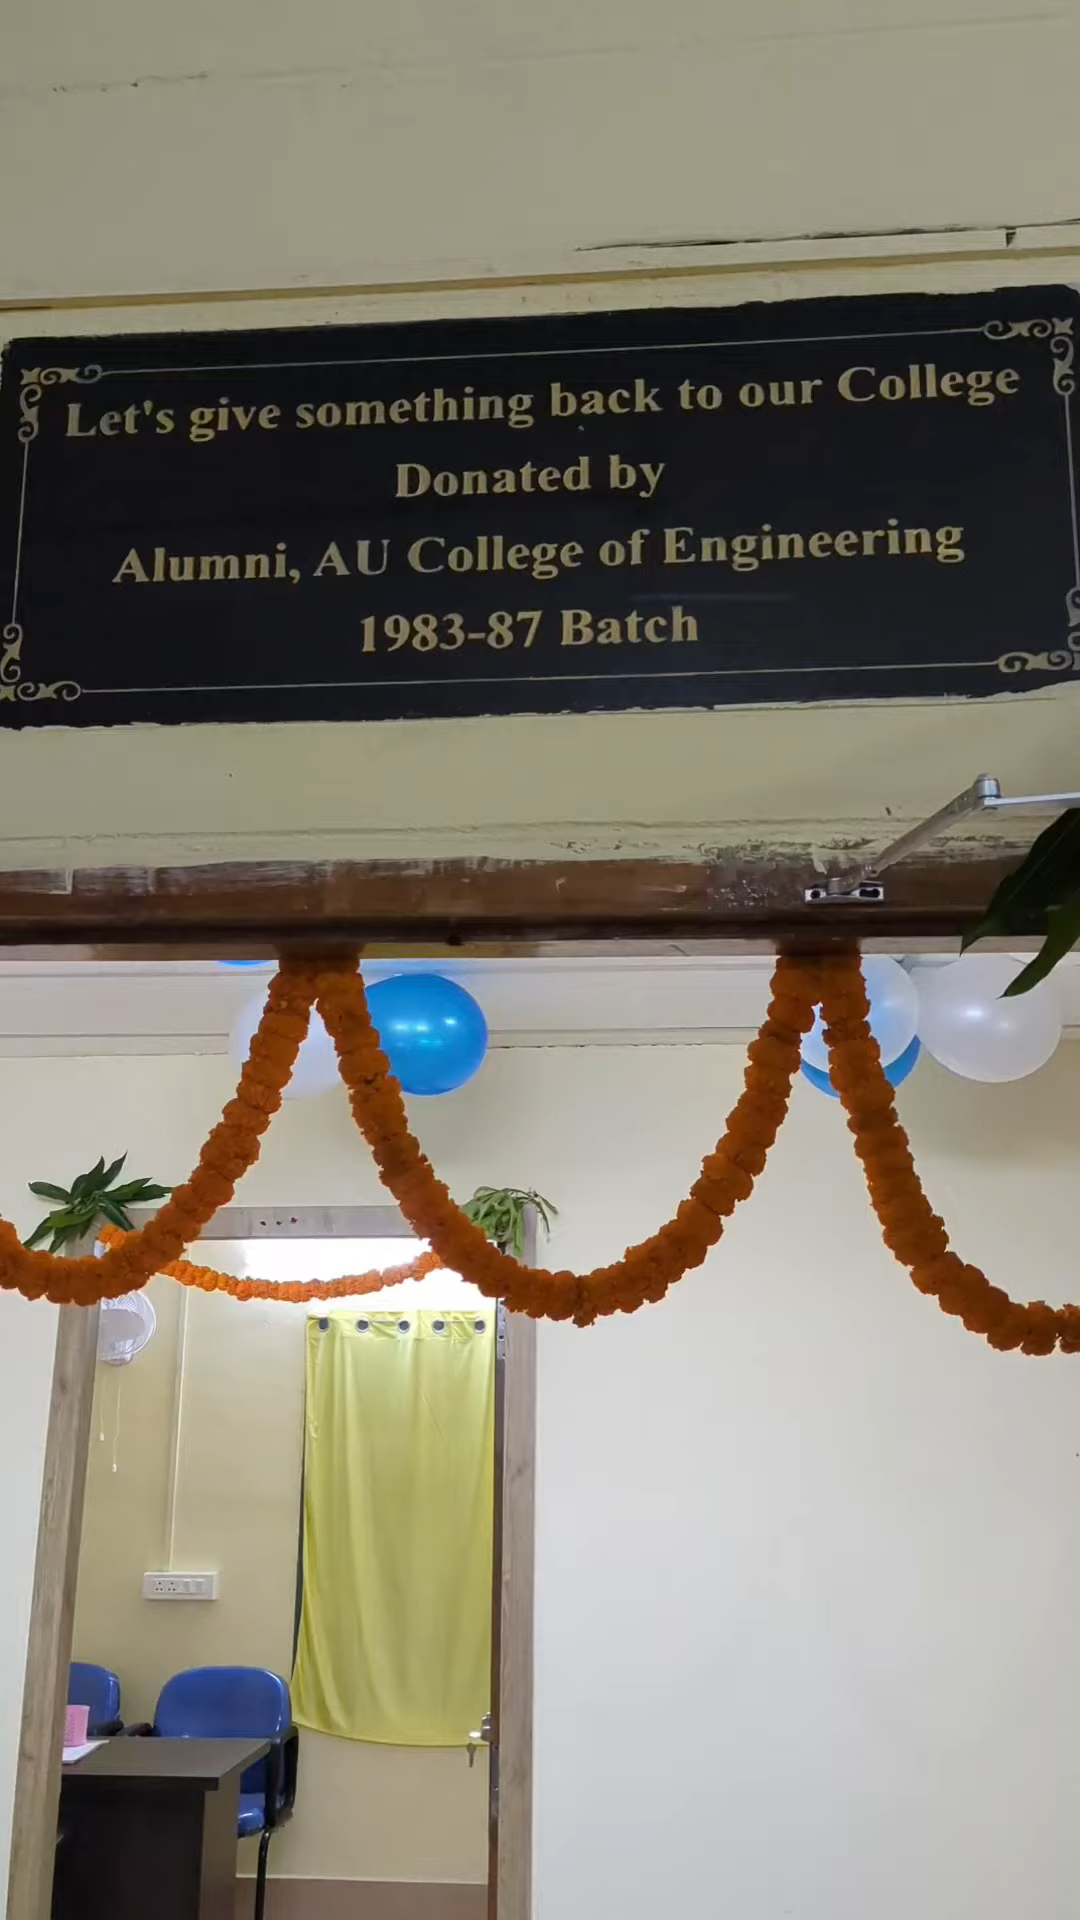 Let's give something back to our College
Donated by
Alumni, AU College of Engineering
1983-87 Batch